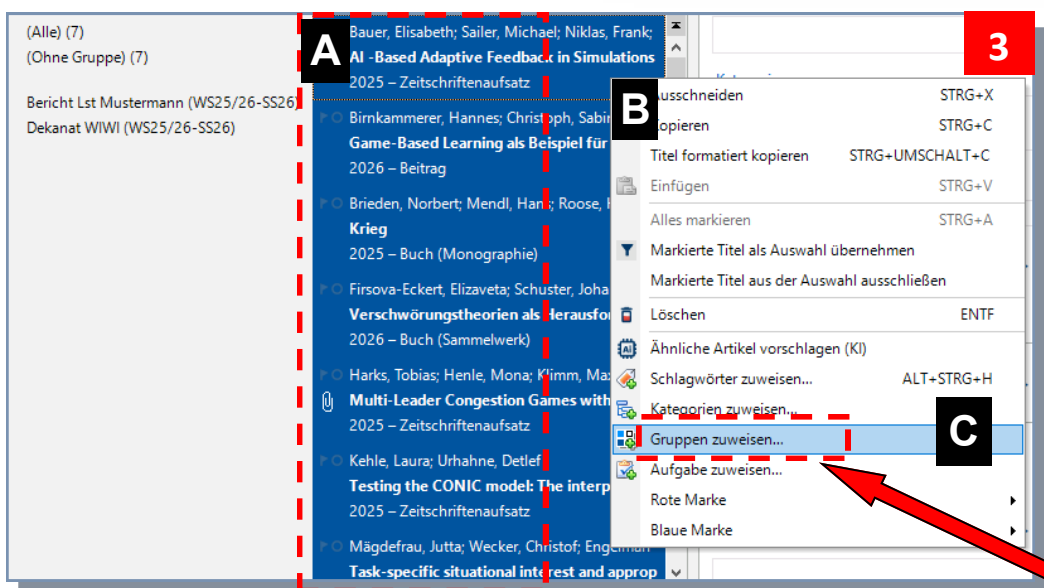 (Alle) (7)
(Ohne Gruppe) (7)
Bericht Lst Mustermann (WS25/26-SS26)
Dekanat WIWI (WS25/26-SS26)
A
Bauer, Elisabeth; Sailer, Michael; Niklas, Frank;
AI -Based Adaptive Feedback in Simulations
2025 – Zeitschriftenaufsatz
Birnkammerer, Hannes; Christoph, Sabin
Game-Based Learning als Beispiel für
2026 – Beitrag
Brieden, Norbert; Mendl, Hans; Roose, H
Krieg
2025 – Buch (Monographie)
Firsova-Eckert, Elizaveta; Schuster, Joha
Verschwörungstheorien als Herausfo
2026 – Buch (Sammelwerk)
Harks, Tobias; Henle, Mona; Klimm, Max
Multi-Leader Congestion Games with
2025 – Zeitschriftenaufsatz
Kehle, Laura; Urhahne, Detlef
Testing the CONIC model: The interp
2025 – Zeitschriftenaufsatz
Mägdefrau, Jutta; Wecker, Christof; Engelmann
Task-specific situational interest and approp
3
B
Ausschneiden STRG+X
Kopieren STRG+C
Titel formatiert kopieren STRG+UMSCHALT+C
Einfügen STRG+V
Alles markieren STRG+A
Markierte Titel als Auswahl übernehmen
Markierte Titel aus der Auswahl ausschließen
Löschen ENTF
AI Ähnliche Artikel vorschlagen (KI)
Schlagwörter zuweisen... ALT+STRG+H
Kategorien zuweisen...
C
Gruppen zuweisen...
Aufgabe zuweisen...
Rote Marke
Blaue Marke